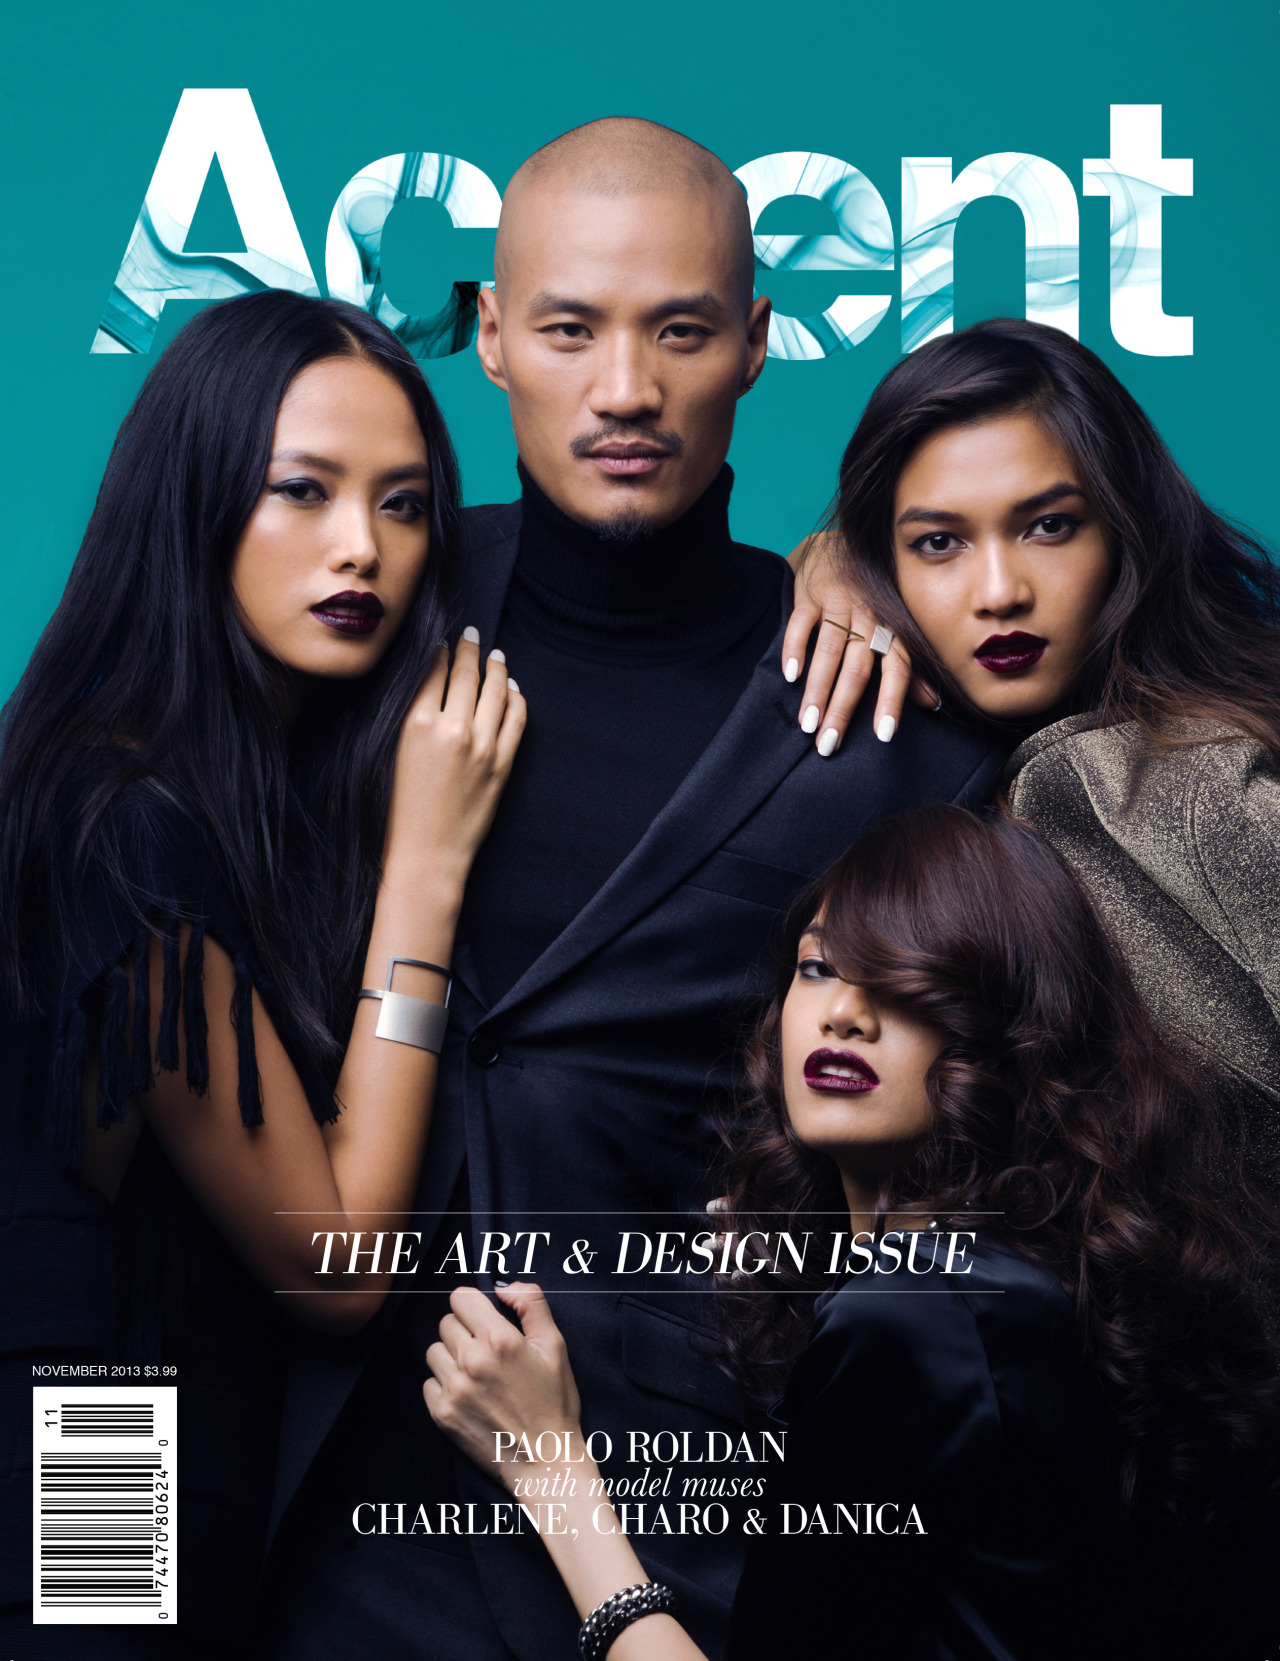 Accent
THE ART & DESIGN ISSUE
NOVEMBER 2013 $3.99
11
0 74470 80624 0
PAOLO ROLDAN
with model muses
CHARLENE, CHARO & DANICA